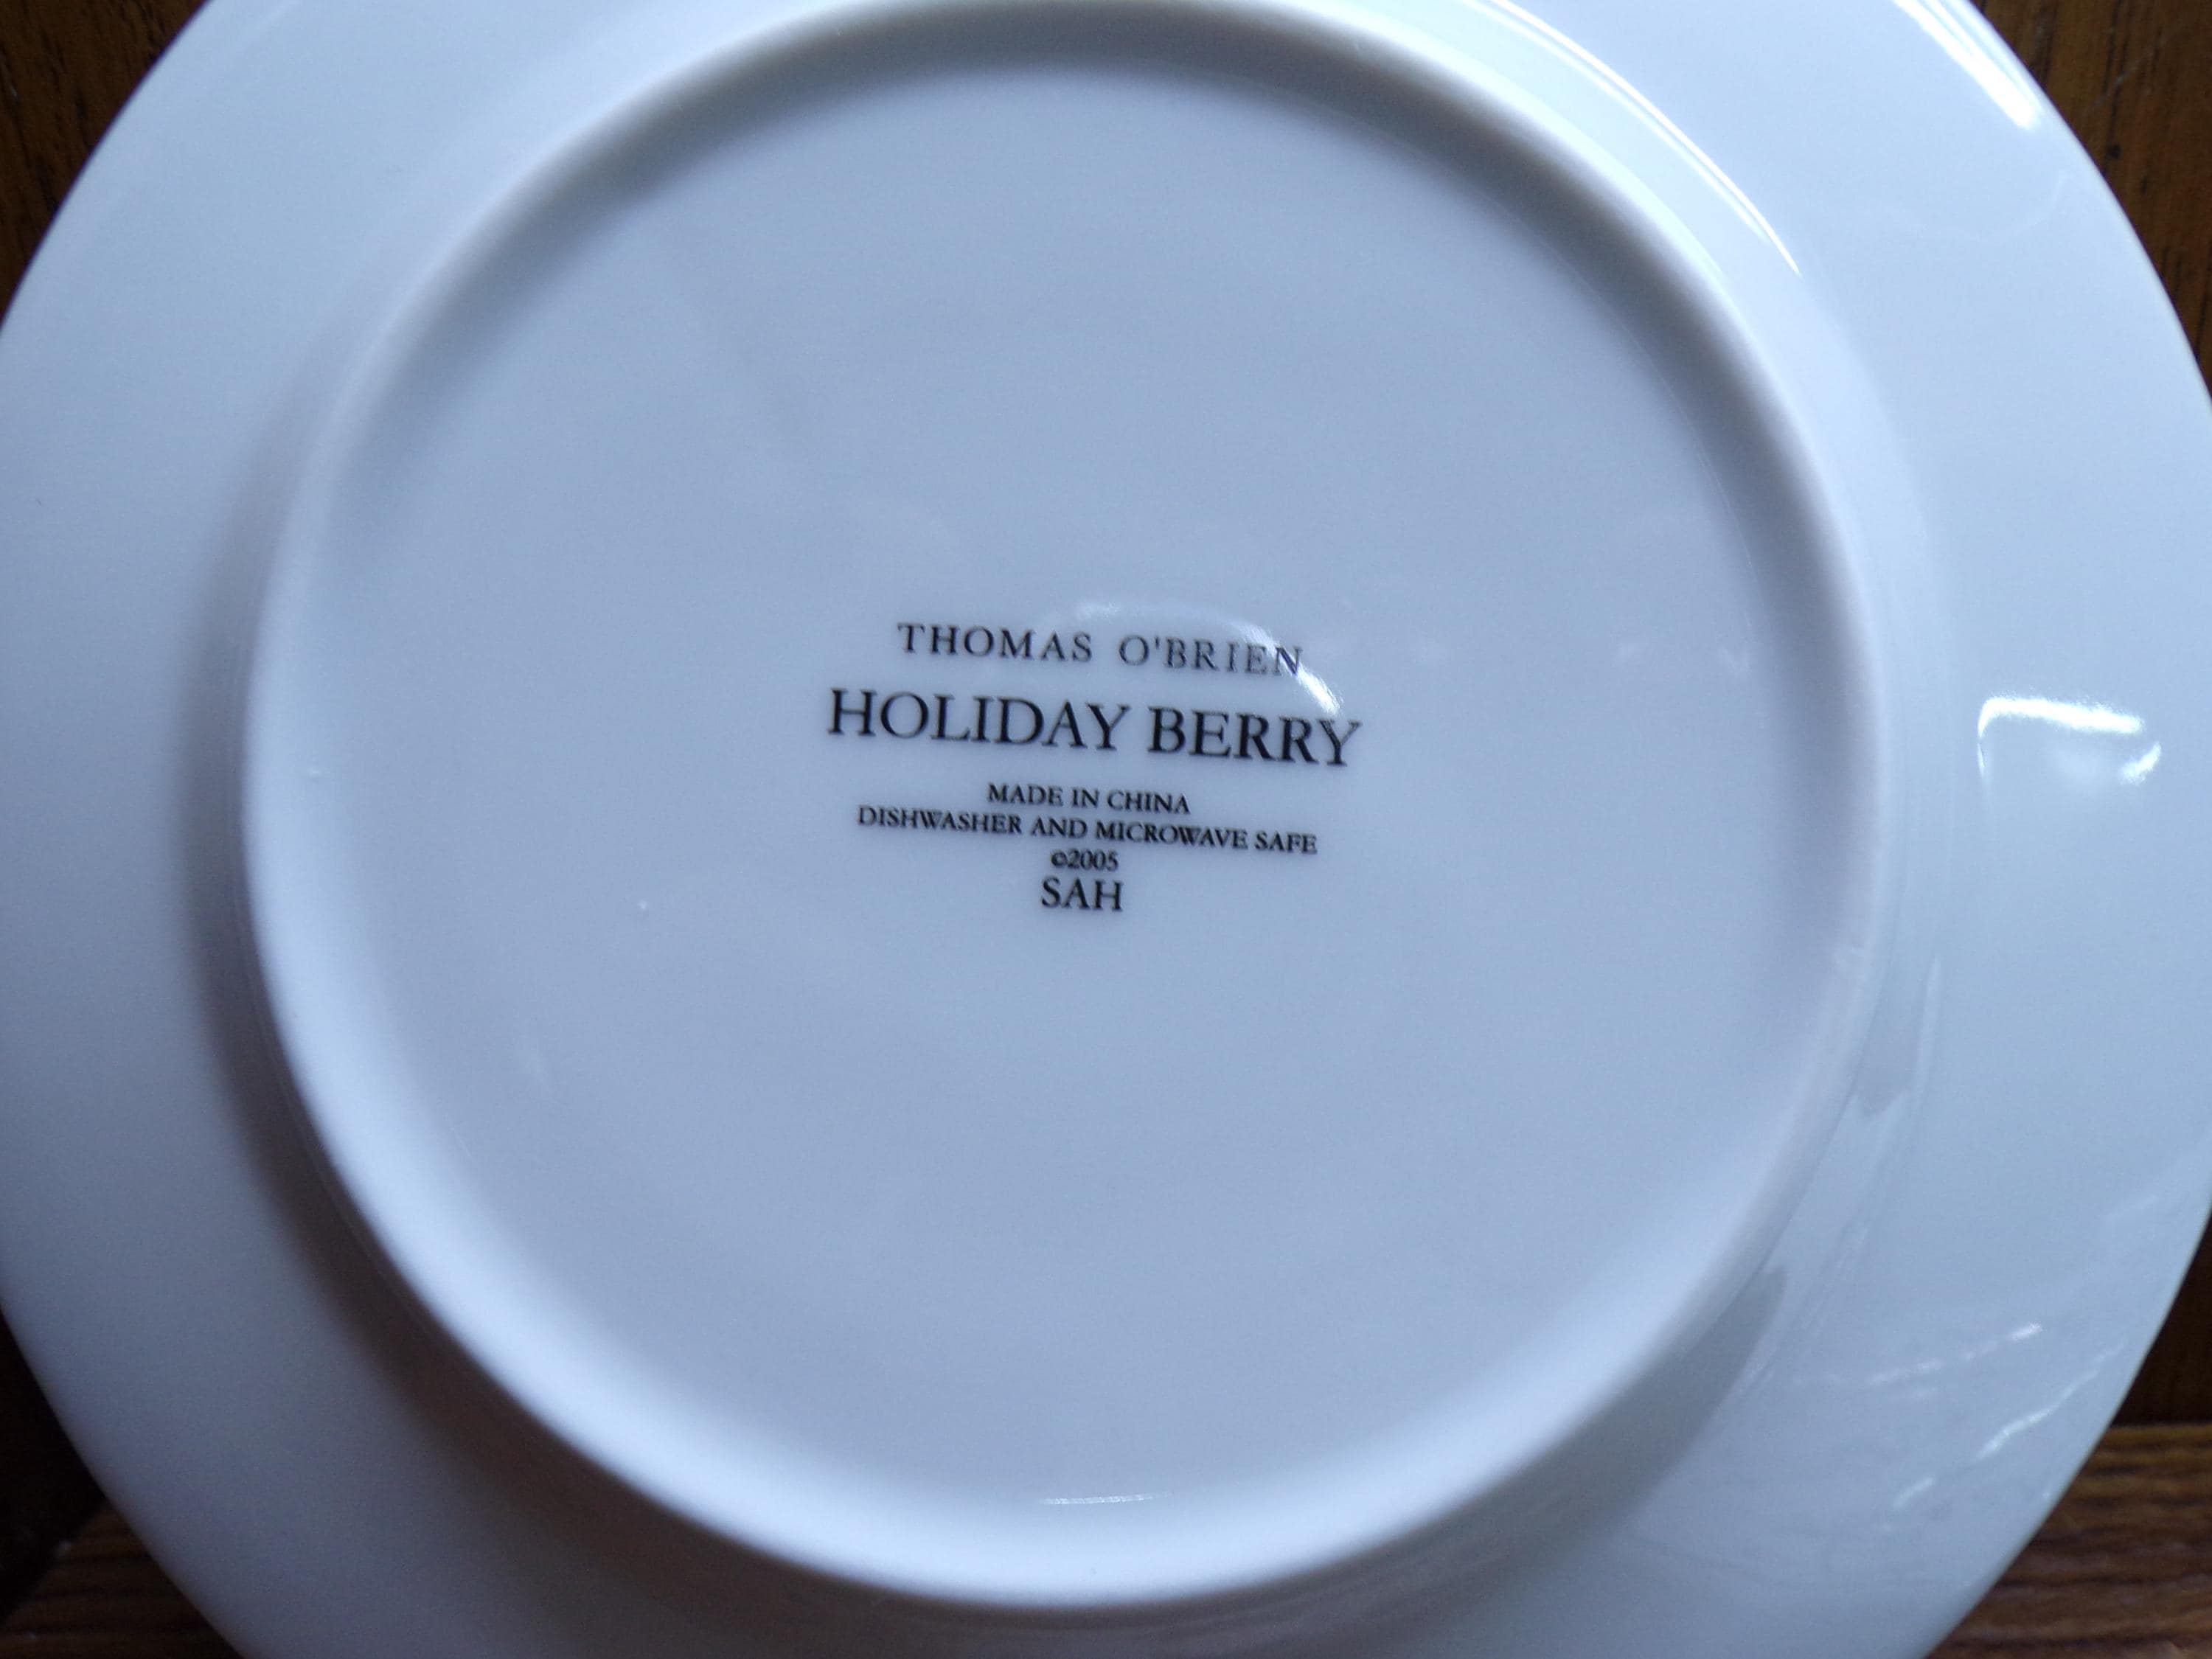 THOMAS O'BRIEN
HOLIDAY BERRY
MADE IN CHINA
DISHWASHER AND MICROWAVE SAFE
©2005
SAH